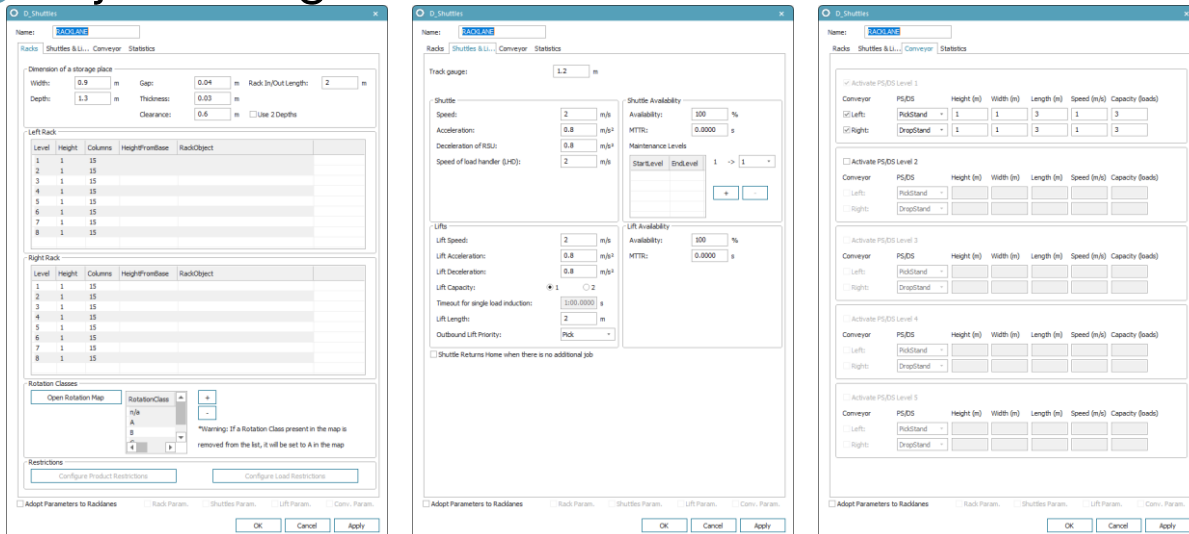 D_Shuttles
Name: RACKLANE
Racks Shuttles & Li... Conveyor Statistics
Dimension of a storage place
Width: 0.9 m Gap: 0.04 m Rack In/Out Length: 2 m
Depth: 1.3 m Thickness: 0.03 m
Clearance: 0.6 m Use 2 Depths
Left Rack
Level Height Columns HeightFromBase RackObject
1 1 15
2 1 15
3 1 15
4 1 15
5 1 15
6 1 15
7 1 15
8 1 15
Right Rack
Level Height Columns HeightFromBase RackObject
1 1 15
2 1 15
3 1 15
4 1 15
5 1 15
6 1 15
7 1 15
8 1 15
Rotation Classes
Open Rotation Map RotationClass +
n/a -
A
B
*Warning: If a Rotation Class present in the map is
removed from the list, it will be set to A in the map
Restrictions
Configure Product Restrictions Configure Load Restrictions
Adopt Parameters to Racklanes Rack Param. Shuttles Param. Lift Param. Conv. Param.
OK Cancel Apply
D_Shuttles
Name: RACKLANE
Racks Shuttles & Li... Conveyor Statistics
Track gauge: 1.2 m
Shuttle
Speed: 2 m/s
Acceleration: 0.8 m/s²
Deceleration of RSU: 0.8 m/s²
Speed of load handler (LHD): 2 m/s
Shuttle Availability
Availability: 100 %
MTTR: 0.0000 s
Maintenance Levels
StartLevel EndLevel 1 -> 1
+ -
Lifts
Lift Speed: 2 m/s
Lift Acceleration: 0.8 m/s²
Lift Deceleration: 0.8 m/s²
Lift Capacity: 1 2
Timeout for single load induction: 1:00.0000 s
Lift Length: 2 m
Outbound Lift Priority: Pick
Lift Availability
Availability: 100 %
MTTR: 0.0000 s
Shuttle Returns Home when there is no additional job
Adopt Parameters to Racklanes Rack Param. Shuttles Param. Lift Param. Conv. Param.
OK Cancel Apply
D_Shuttles
Name: RACKLANE
Racks Shuttles & Li... Conveyor Statistics
Activate PS/DS Level 1
Conveyor PS/DS Height (m) Width (m) Length (m) Speed (m/s) Capacity (loads)
Left: PickStand 1 1 3 1 3
Right: DropStand 1 1 3 1 3
Activate PS/DS Level 2
Conveyor PS/DS Height (m) Width (m) Length (m) Speed (m/s) Capacity (loads)
Left: PickStand
Right: DropStand
Activate PS/DS Level 3
Conveyor PS/DS Height (m) Width (m) Length (m) Speed (m/s) Capacity (loads)
Left: PickStand
Right: DropStand
Activate PS/DS Level 4
Conveyor PS/DS Height (m) Width (m) Length (m) Speed (m/s) Capacity (loads)
Left: PickStand
Right: DropStand
Activate PS/DS Level 5
Conveyor PS/DS Height (m) Width (m) Length (m) Speed (m/s) Capacity (loads)
Left: PickStand
Right: DropStand
Adopt Parameters to Racklanes Rack Param. Shuttles Param. Lift Param. Conv. Param.
OK Cancel Apply